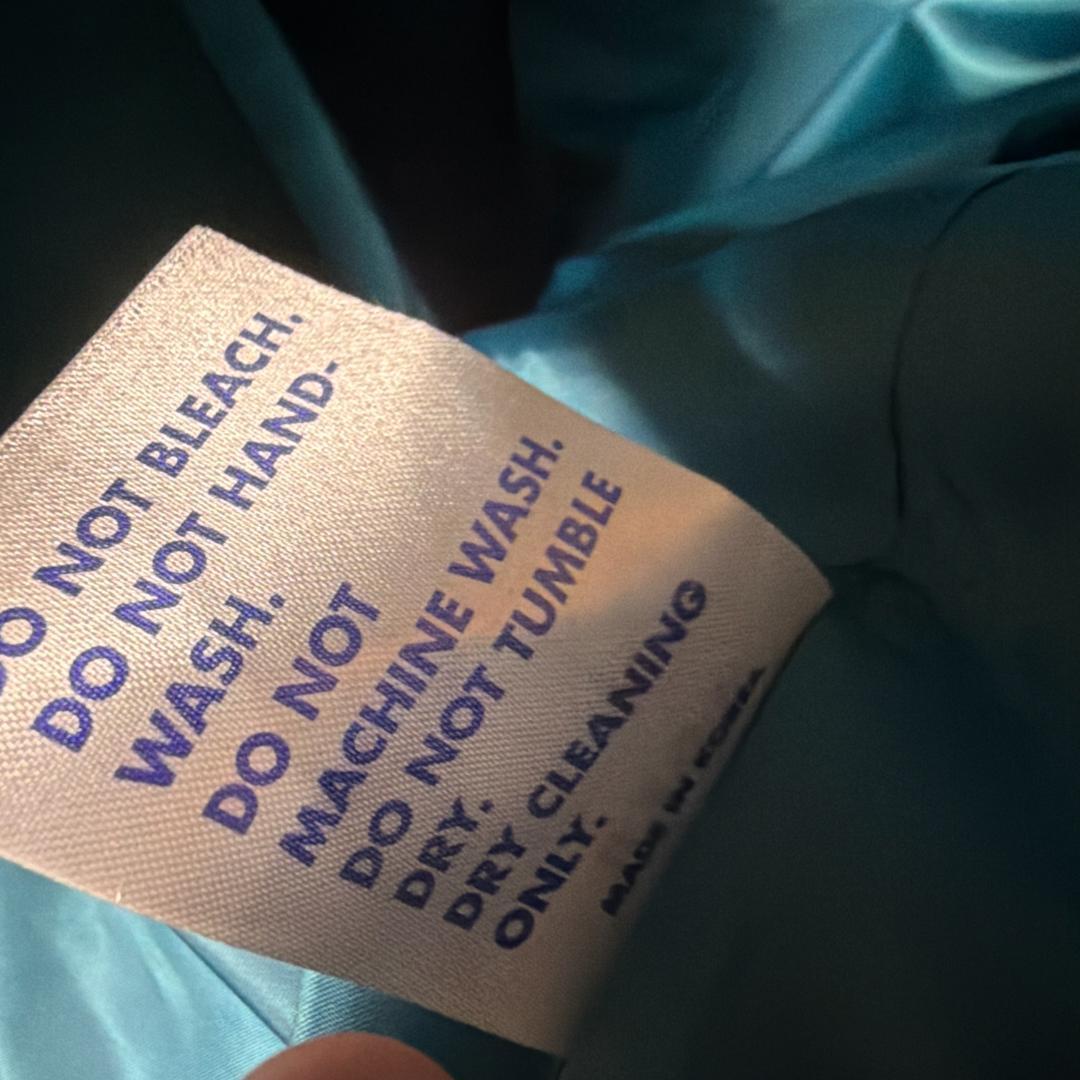 DO NOT BLEACH.
DO NOT HAND-
WASH.
DO NOT
MACHINE WASH.
DO NOT TUMBLE
DRY.
DRY CLEANING
ONLY.
MADE IN KOREA